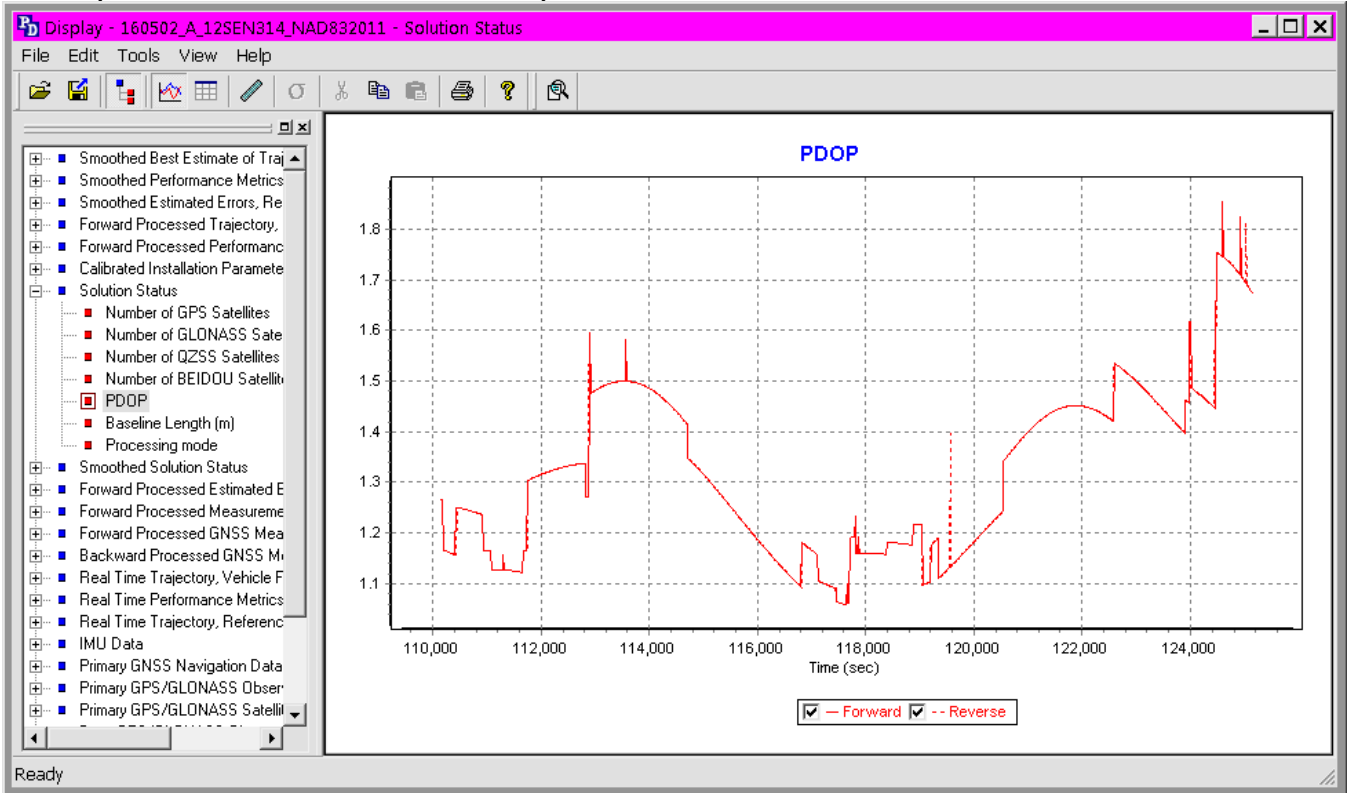 Display - 160502_A_12SEN314_NAD832011 - Solution Status
File Edit Tools View Help
Smoothed Best Estimate of Traj
Smoothed Performance Metrics
Smoothed Estimated Errors, Re
Forward Processed Trajectory,
Forward Processed Performanc
Calibrated Installation Paramete
Solution Status
Number of GPS Satellites
Number of GLONASS Sate
Number of QZSS Satellites
Number of BEIDOU Satellit
PDOP
Baseline Length (m)
Processing mode
Smoothed Solution Status
Forward Processed Estimated E
Forward Processed Measureme
Forward Processed GNSS Mea
Backward Processed GNSS M
Real Time Trajectory, Vehicle F
Real Time Performance Metrics
Real Time Trajectory, Referenc
IMU Data
Primary GNSS Navigation Data
Primary GPS/GLONASS Obser
Primary GPS/GLONASS Satellit
PDOP
1.8
1.7
1.6
1.5
1.4
1.3
1.2
1.1
110,000 112,000 114,000 116,000 118,000 120,000 122,000 124,000
Time (sec)
Forward Reverse
Ready